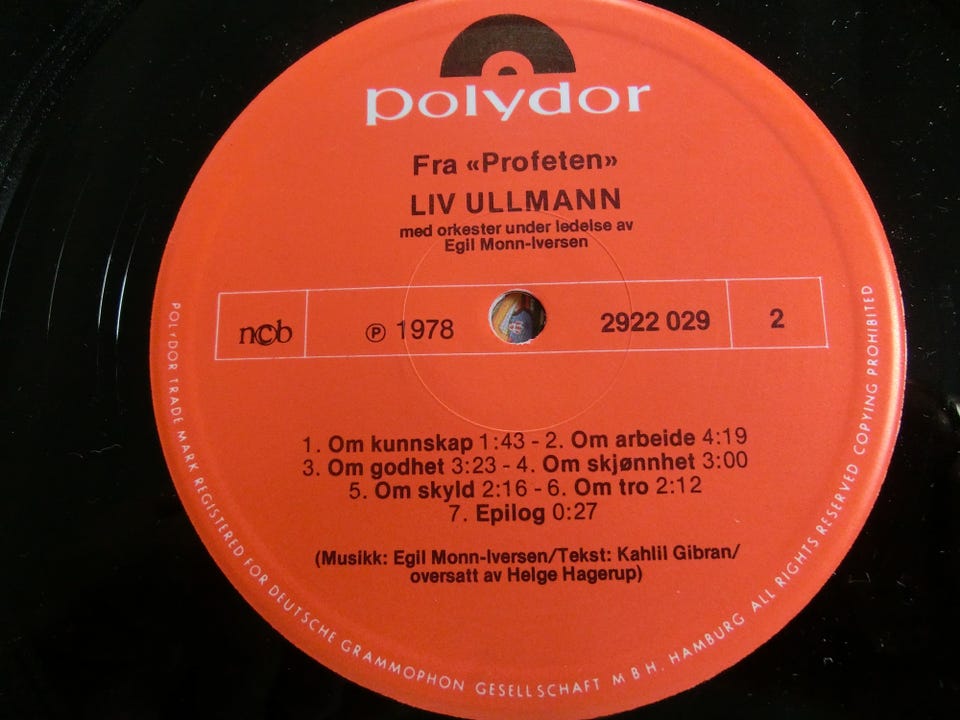 polydor
Fra «Profeten»
LIV ULLMANN
med orkester under ledelse av
Egil Monn-Iversen
ncb ℗ 1978 2922 029 2
1. Om kunnskap 1:43 - 2. Om arbeide 4:19
3. Om godhet 3:23 - 4. Om skjønnhet 3:00
5. Om skyld 2:16 - 6. Om tro 2:12
7. Epilog 0:27
(Musikk: Egil Monn-Iversen/Tekst: Kahlil Gibran/
oversatt av Helge Hagerup)
POLYDOR TRADE MARK REGISTERED FOR DEUTSCHE GRAMMOPHON GESELLSCHAFT MBH. HAMBURG ALL RIGHTS RESERVED COPYING PROHIBITED